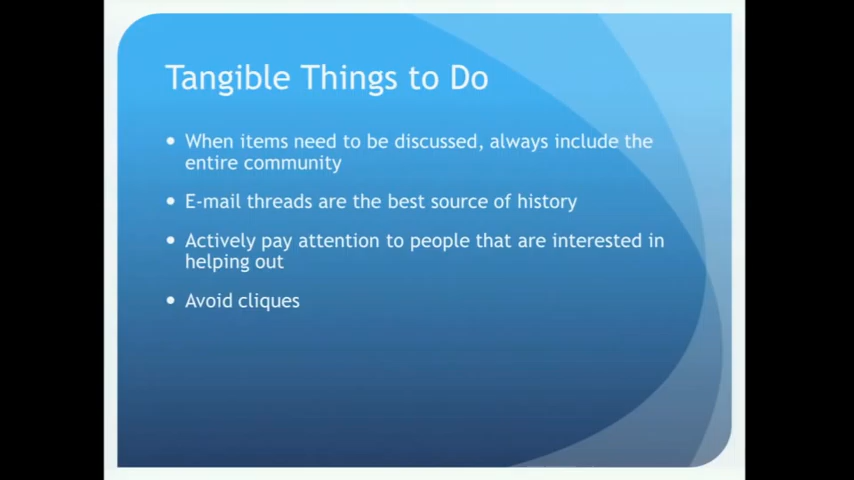 Tangible Things to Do
• When items need to be discussed, always include the
entire community
• E-mail threads are the best source of history
• Actively pay attention to people that are interested in
helping out
• Avoid cliques